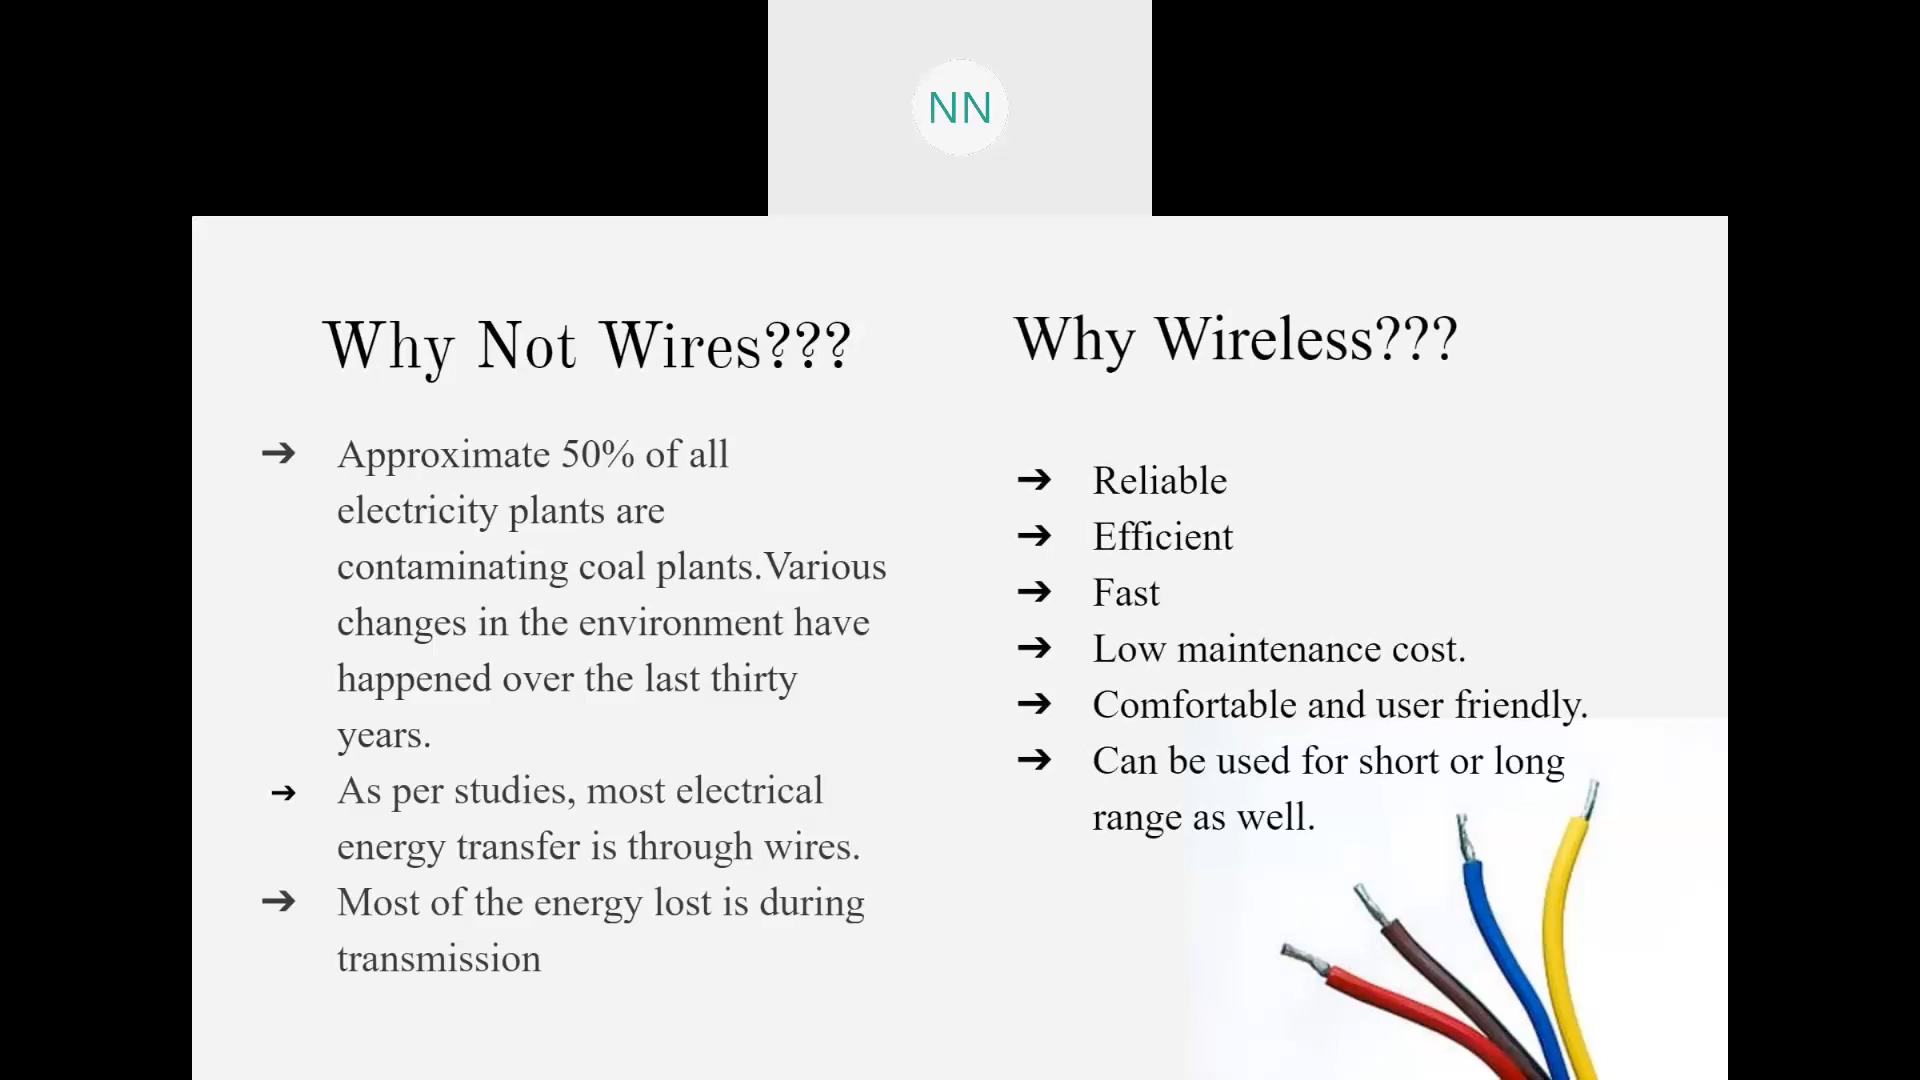 NN
Why Not Wires???
➔ Approximate 50% of all
electricity plants are
contaminating coal plants.Various
changes in the environment have
happened over the last thirty
years.
➔ As per studies, most electrical
energy transfer is through wires.
➔ Most of the energy lost is during
transmission
Why Wireless???
➔ Reliable
➔ Efficient
➔ Fast
➔ Low maintenance cost.
➔ Comfortable and user friendly.
➔ Can be used for short or long
range as well.